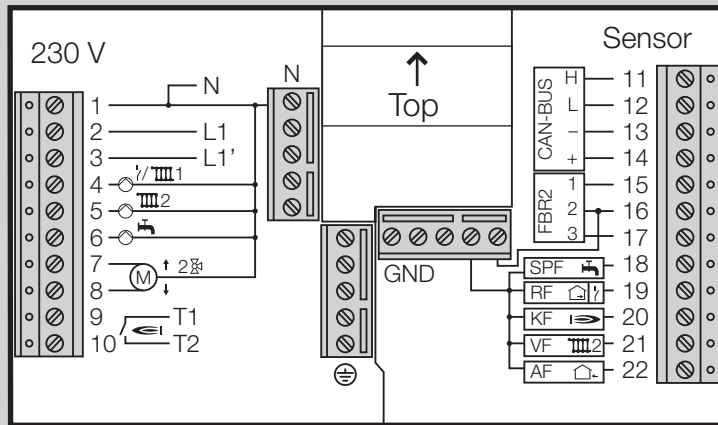 230 V
Sensor
N
N
Top
1
2 L1
3 L1'
4 1
5 2
6
7
8
M
2
9 T1
10 T2
GND
CAN-BUS
H 11
L 12
– 13
+ 14
FBR2
1 15
2 16
3 17
SPF 18
RF 19
KF 20
VF 2 21
AF 22